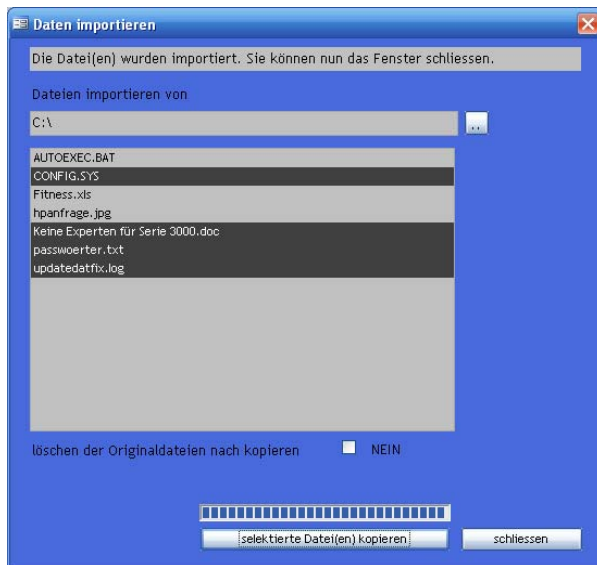 Daten importieren
Die Datei(en) wurden importiert. Sie können nun das Fenster schliessen.
Dateien importieren von
C:\
..
AUTOEXEC.BAT
CONFIG.SYS
Fitness.xls
hpanfrage.jpg
Keine Experten für Serie 3000.doc
passwoerter.txt
updatedatfix.log
löschen der Originaldateien nach kopieren NEIN
selektierte Datei(en) kopieren schliessen